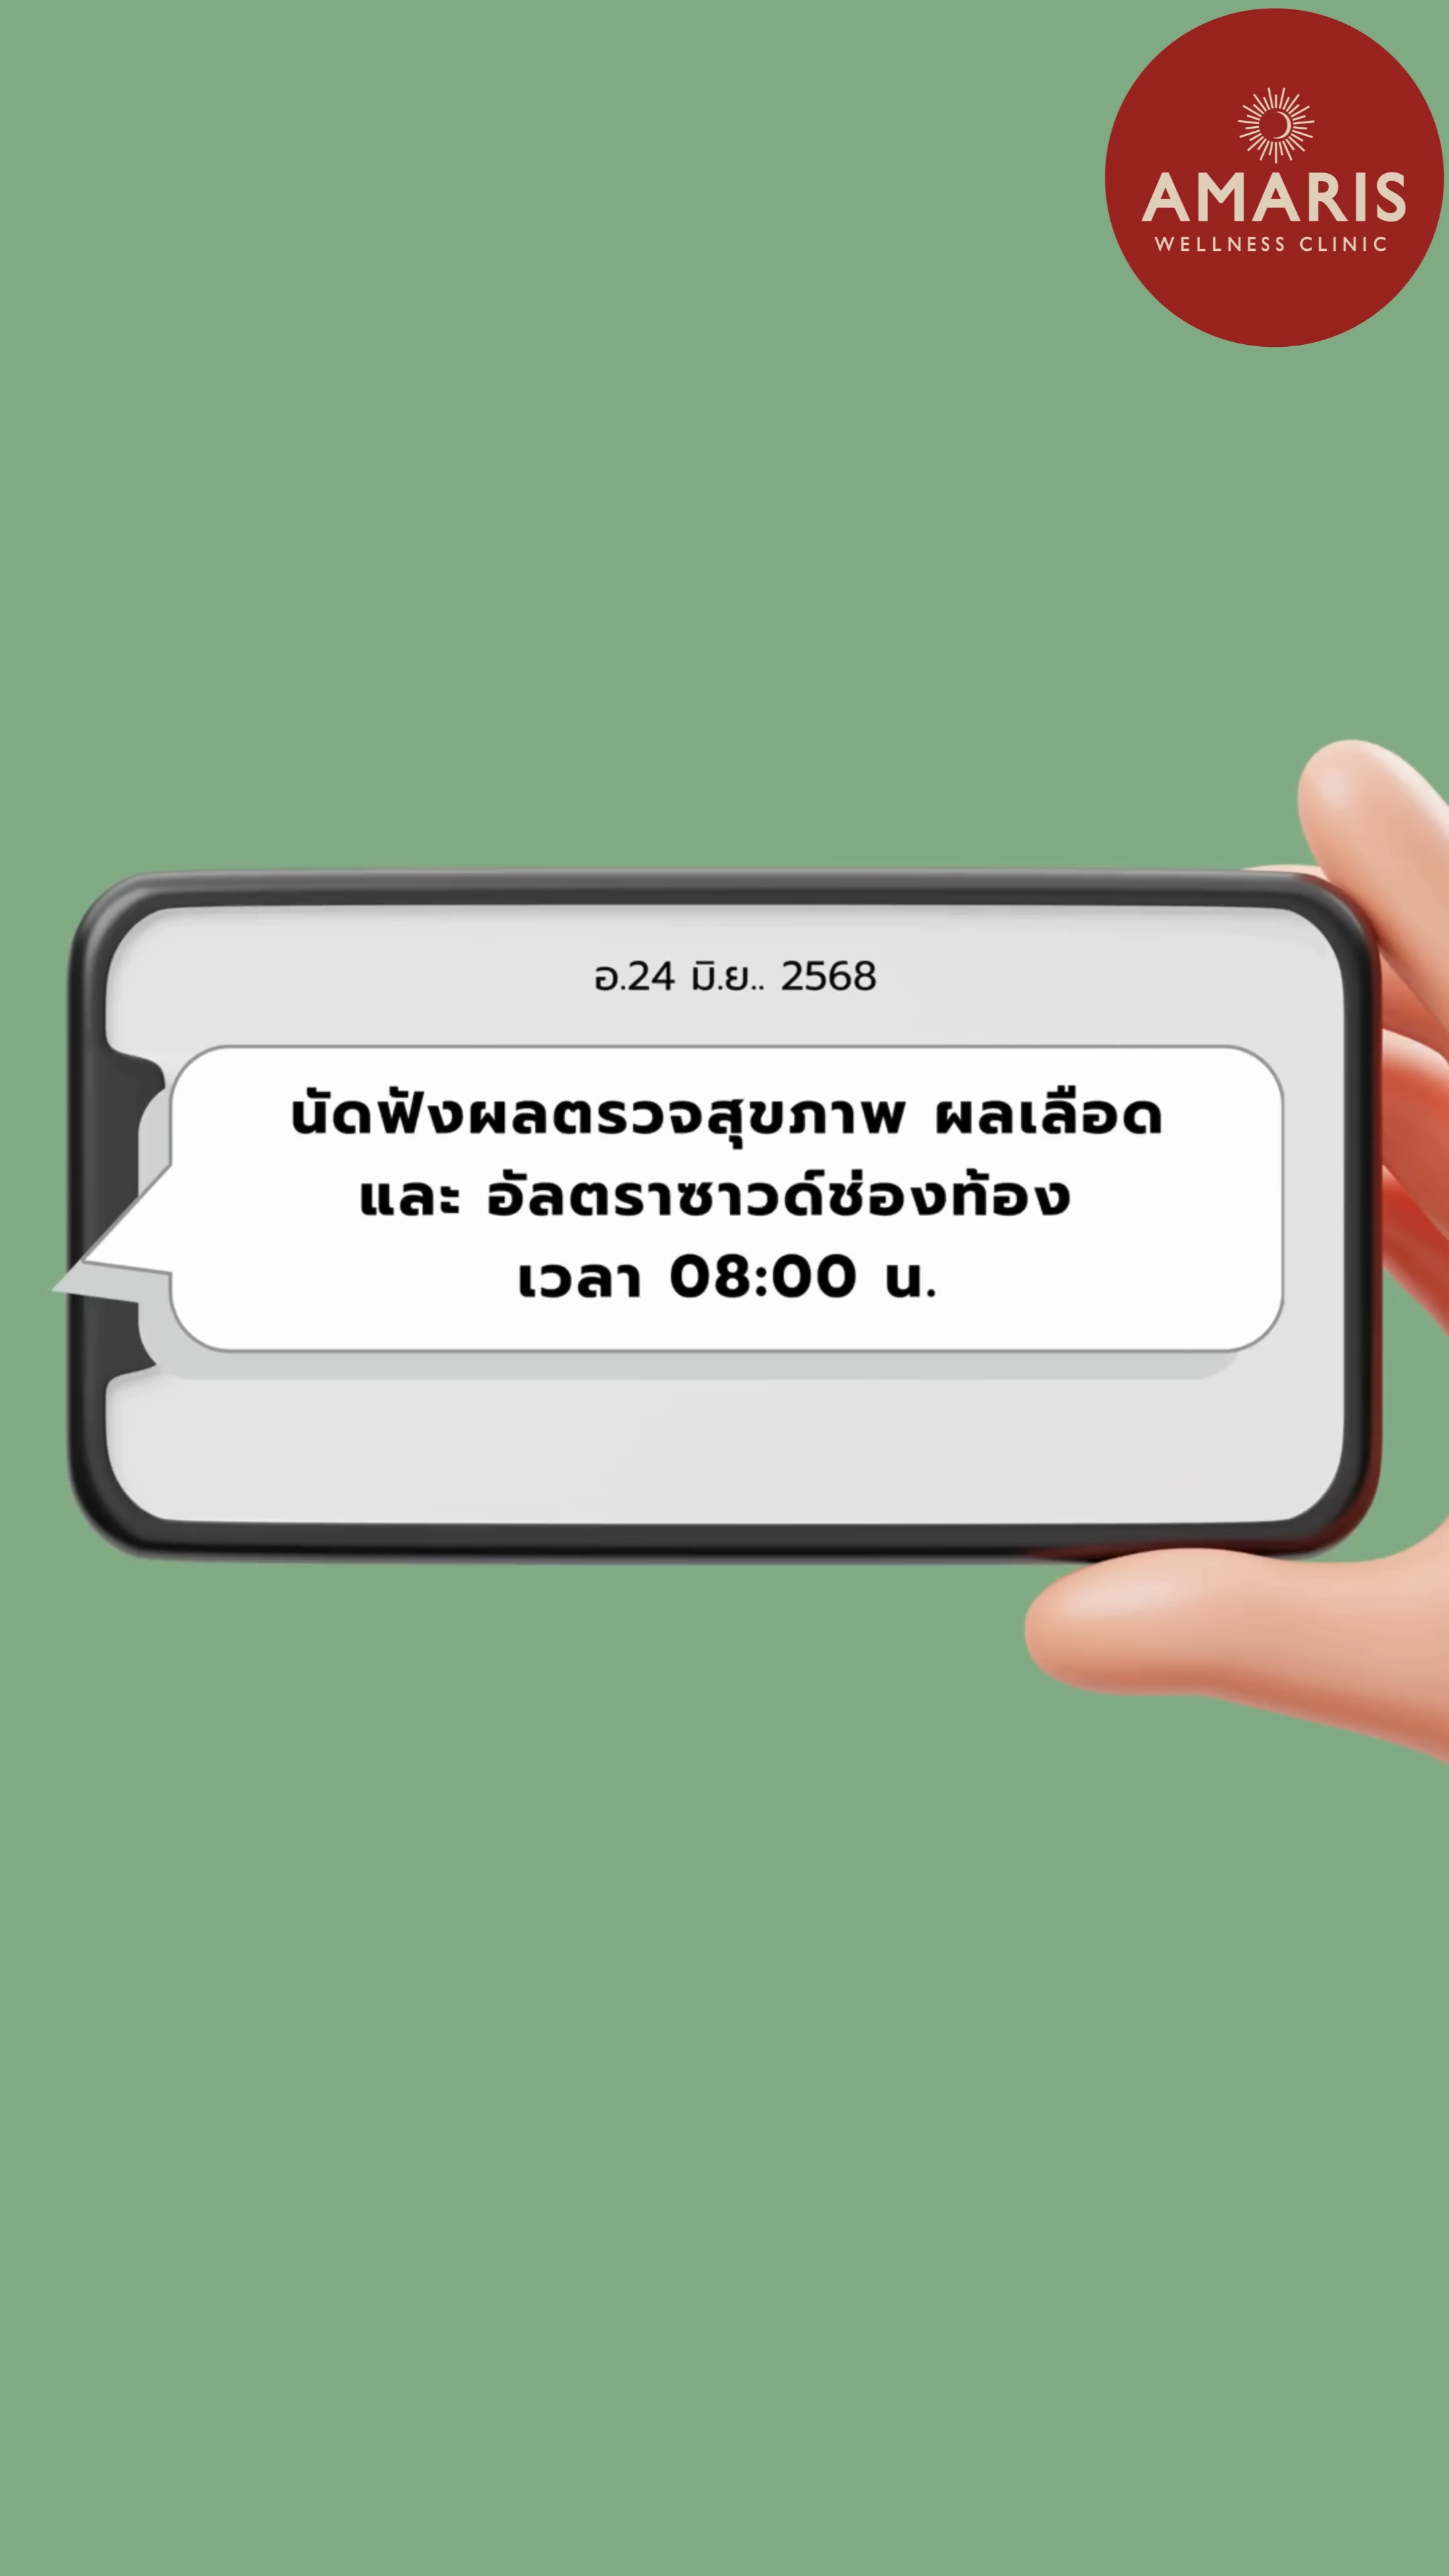 AMARIS
WELLNESS CLINIC
อ.24 มิ.ย.. 2568
นัดฟังผลตรวจสุขภาพ ผลเลือด
และ อัลตราซาวด์ช่องท้อง
เวลา 08:00 น.